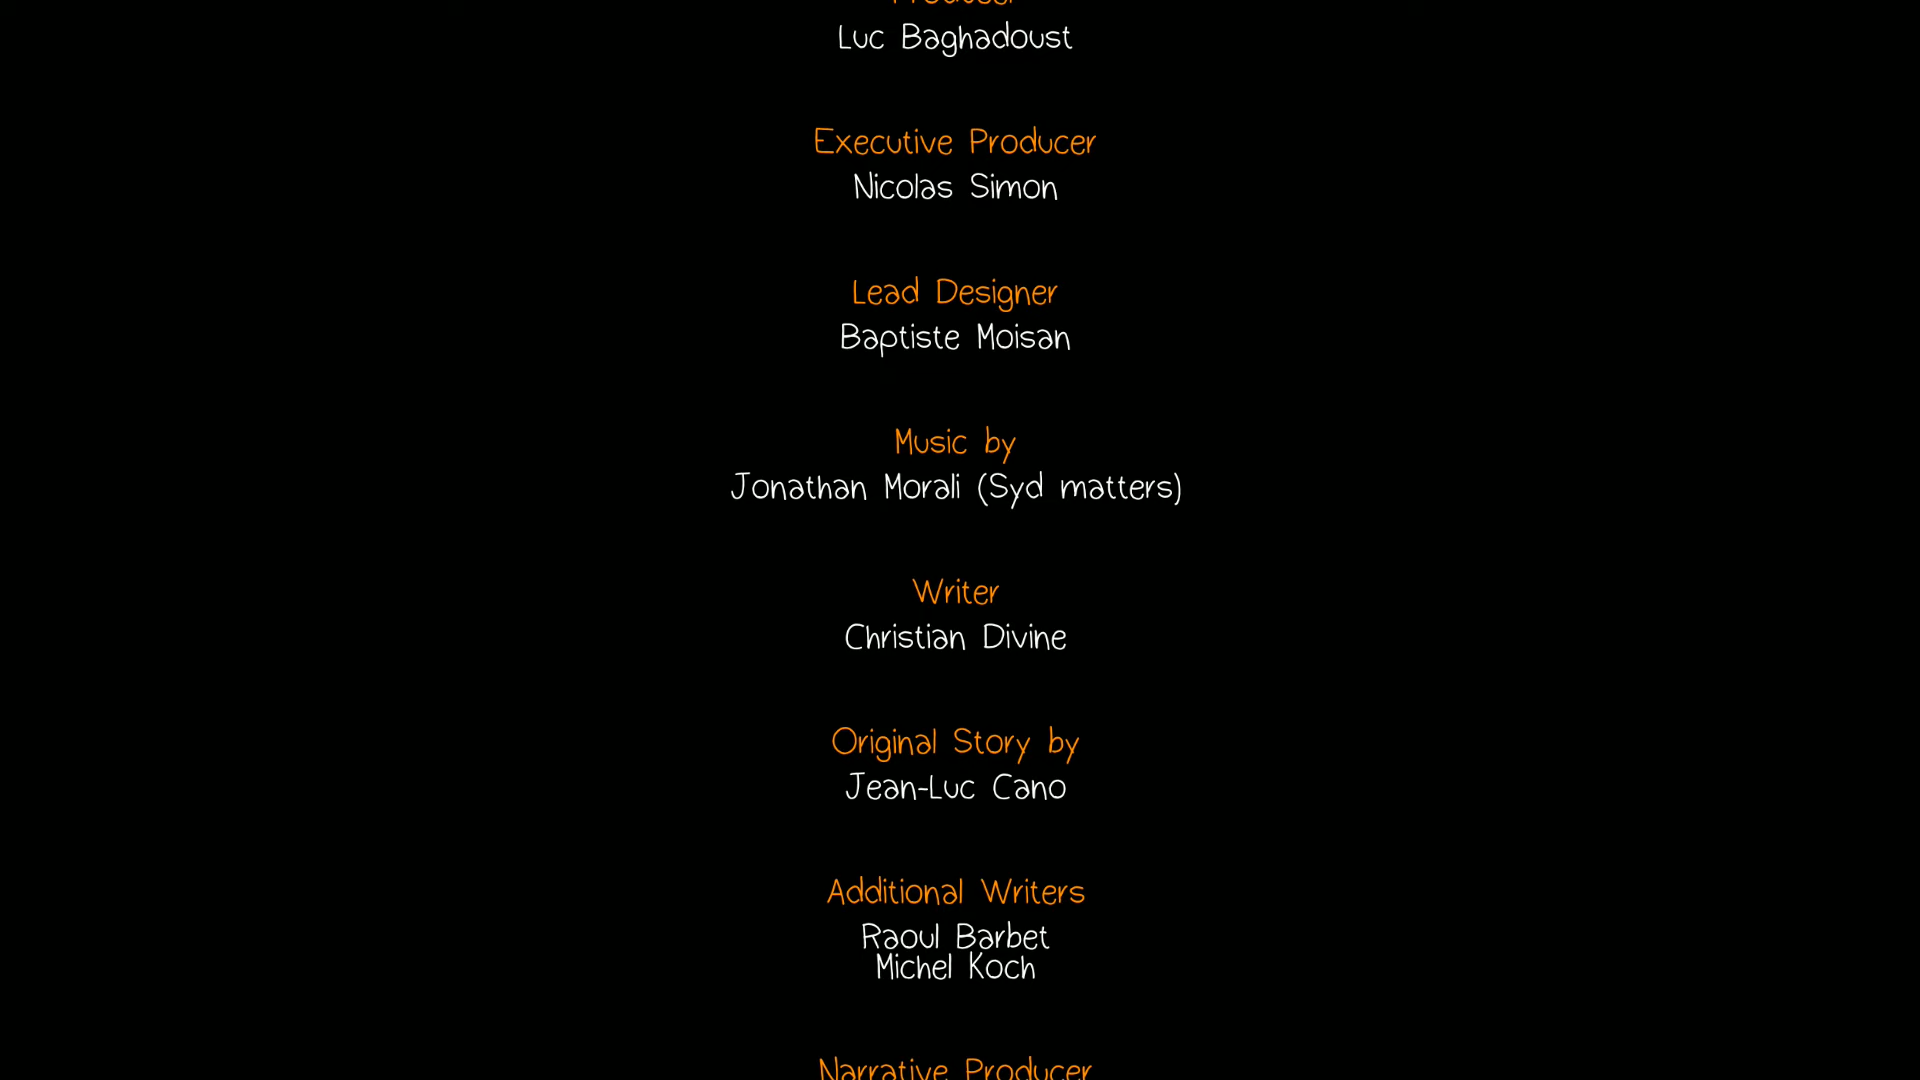 Producer
Luc Baghadoust
Executive Producer
Nicolas Simon
Lead Designer
Baptiste Moisan
Music by
Jonathan Morali (Syd matters)
Writer
Christian Divine
Original Story by
Jean-Luc Cano
Additional Writers
Raoul Barbet
Michel Koch
Narrative Producer